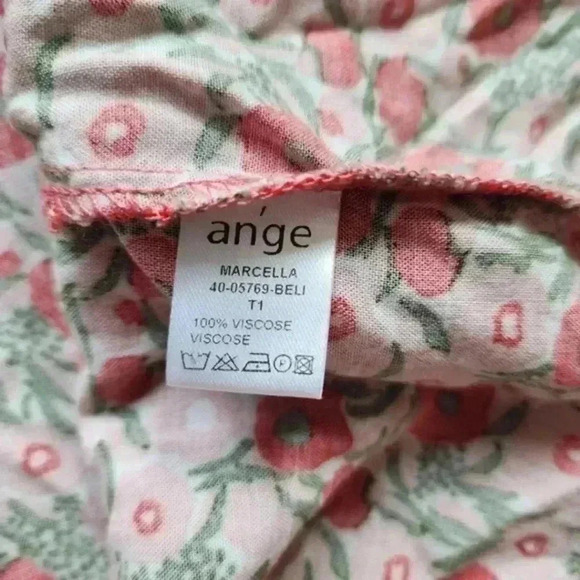 ange
MARCELLA
40-05769-BELI
T1
100% VISCOSE
VISCOSE
P